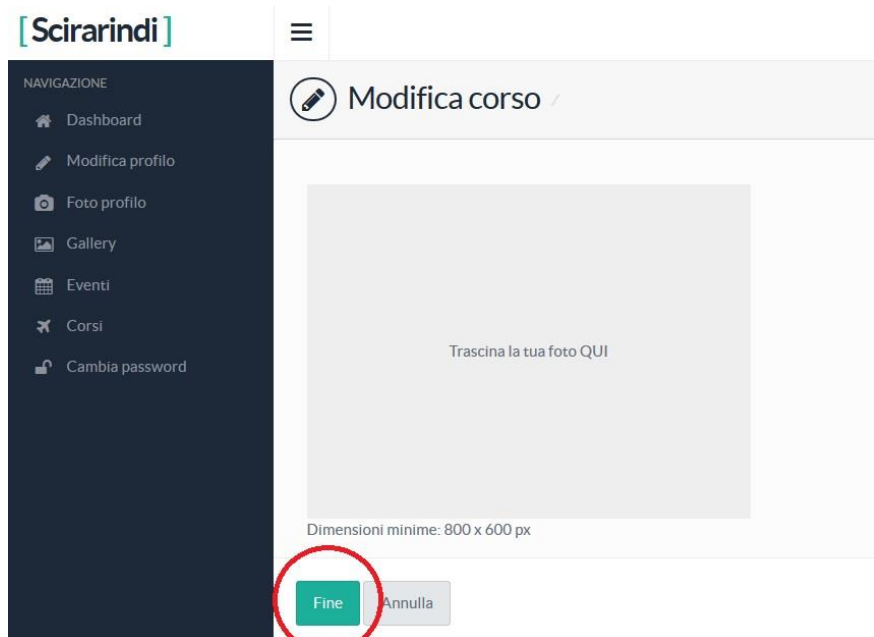 [Scirarindi]
NAVIGAZIONE
Dashboard
Modifica profilo
Foto profilo
Gallery
Eventi
Corsi
Cambia password
Modifica corso /
Trascina la tua foto QUI
Dimensioni minime: 800 x 600 px
Fine
Annulla